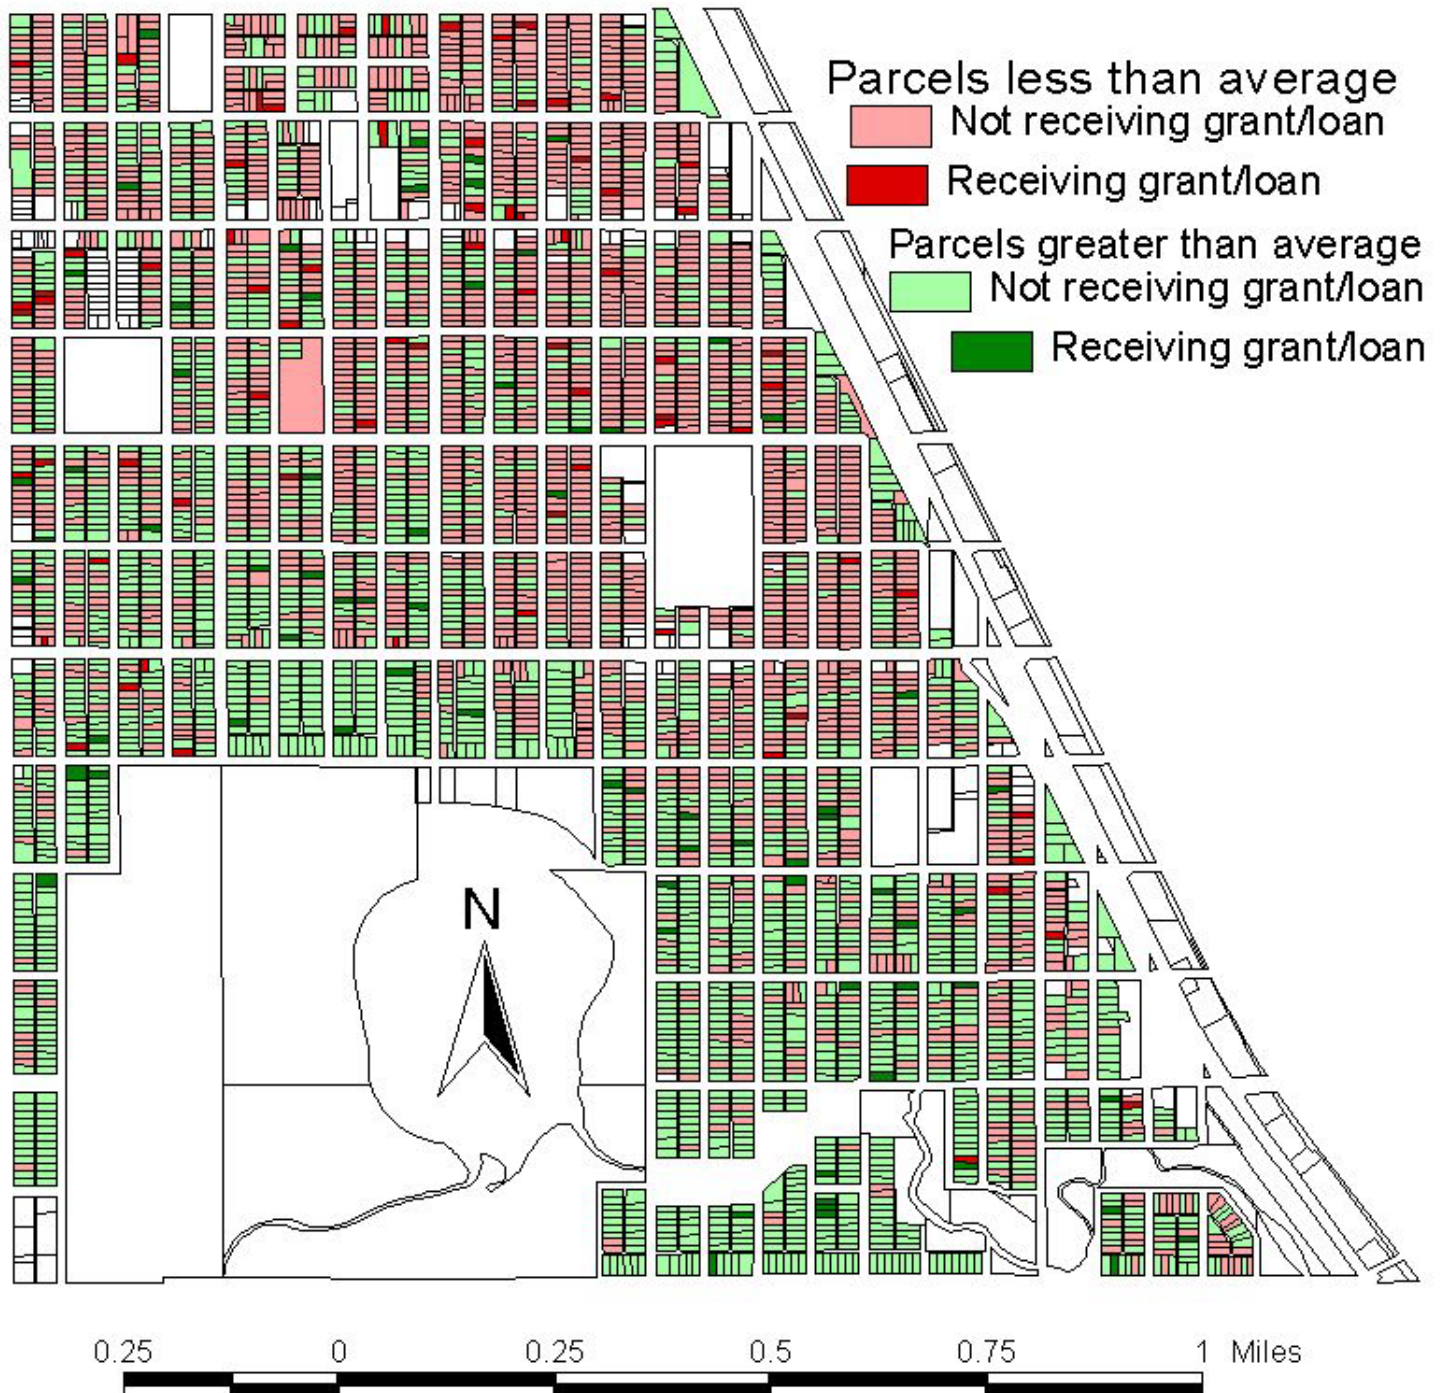 Parcels less than average
Not receiving grant/loan
Receiving grant/loan
Parcels greater than average
Not receiving grant/loan
Receiving grant/loan
N
0.25 0 0.25 0.5 0.75 1 Miles